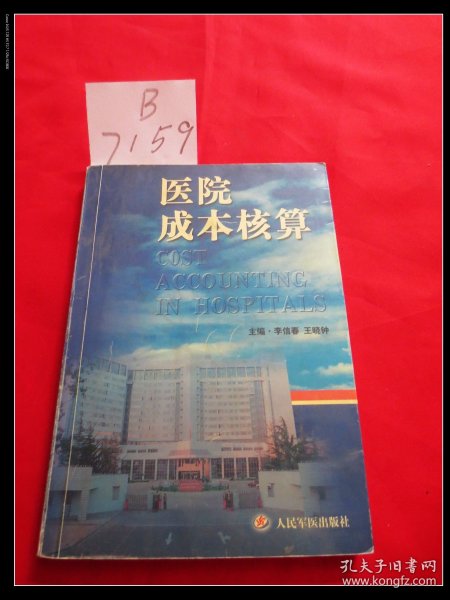 B
7159
医院
成本核算
COST
ACCOUNTING
IN HOSPITALS
主编·李信春 王晓钟
人民军医出版社
孔夫子旧书网
www.kongfz.com